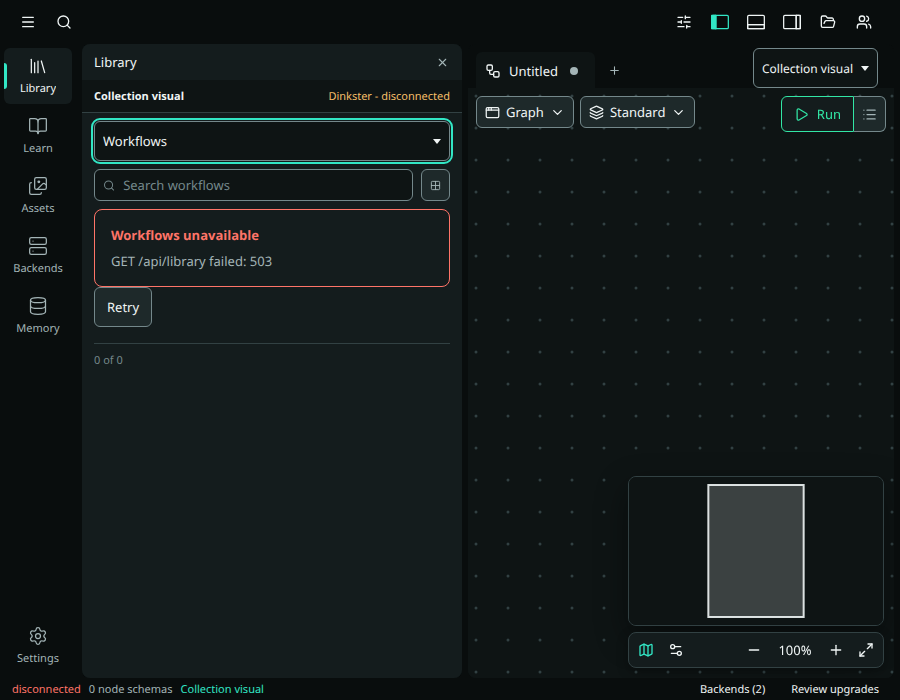 Library
Learn
Assets
Backends
Memory
Settings
Library
Collection visual
Dinkster - disconnected
Workflows
Search workflows
Workflows unavailable
GET /api/library failed: 503
Retry
0 of 0
Untitled
Collection visual
Graph
Standard
Run
100%
disconnected
0 node schemas
Collection visual
Backends (2)
Review upgrades